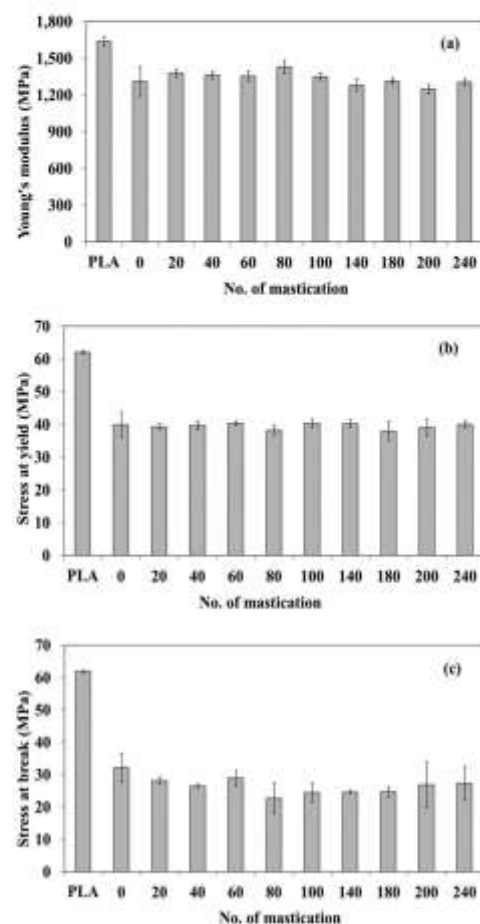 (a)
Young's modulus (MPa)
1,800
1,500
1,200
900
600
300
0
PLA 0 20 40 60 80 100 140 180 200 240
No. of mastication
(b)
Stress at yield (MPa)
70
60
50
40
30
20
10
0
PLA 0 20 40 60 80 100 140 180 200 240
No. of mastication
(c)
Stress at break (MPa)
70
60
50
40
30
20
10
0
PLA 0 20 40 60 80 100 140 180 200 240
No. of mastication